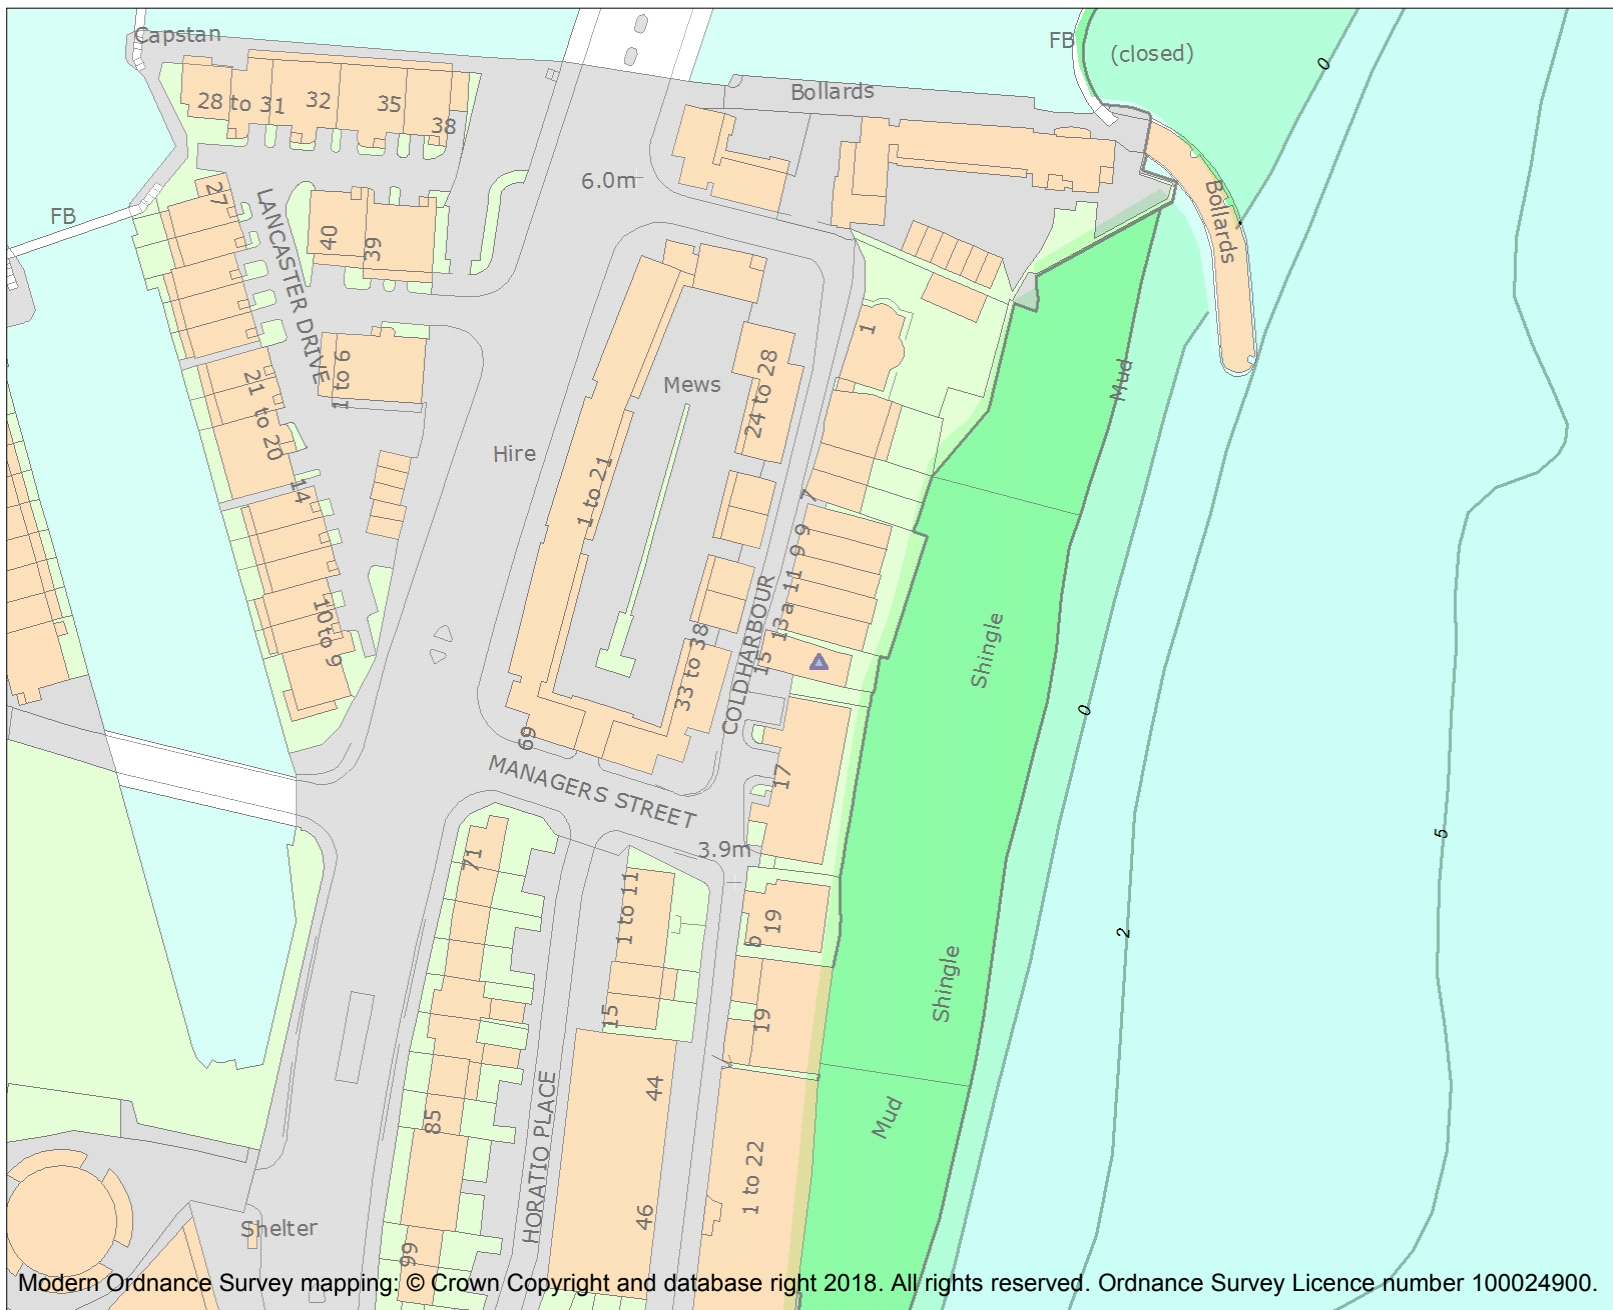 Capstan
FB
(closed)
0
Bollards
28 to 31
32
35
38
6.0m
27
FB
LANCASTER DRIVE
40
39
Bollards
1
1 to 6
Mews
24 to 28
Mud
21 to 20
Hire
14
1 to 21
7
9
9
11
13a
15
COLDHARBOUR
10 to 9
33 to 38
Shingle
0
69
MANAGERS STREET
17
5
71
3.9m
1 to 11
19
b
2
Shingle
15
19
44
85
Mud
HORATIO PLACE
1 to 22
46
Shelter
99
Modern Ordnance Survey mapping: © Crown Copyright and database right 2018. All rights reserved. Ordnance Survey Licence number 100024900.